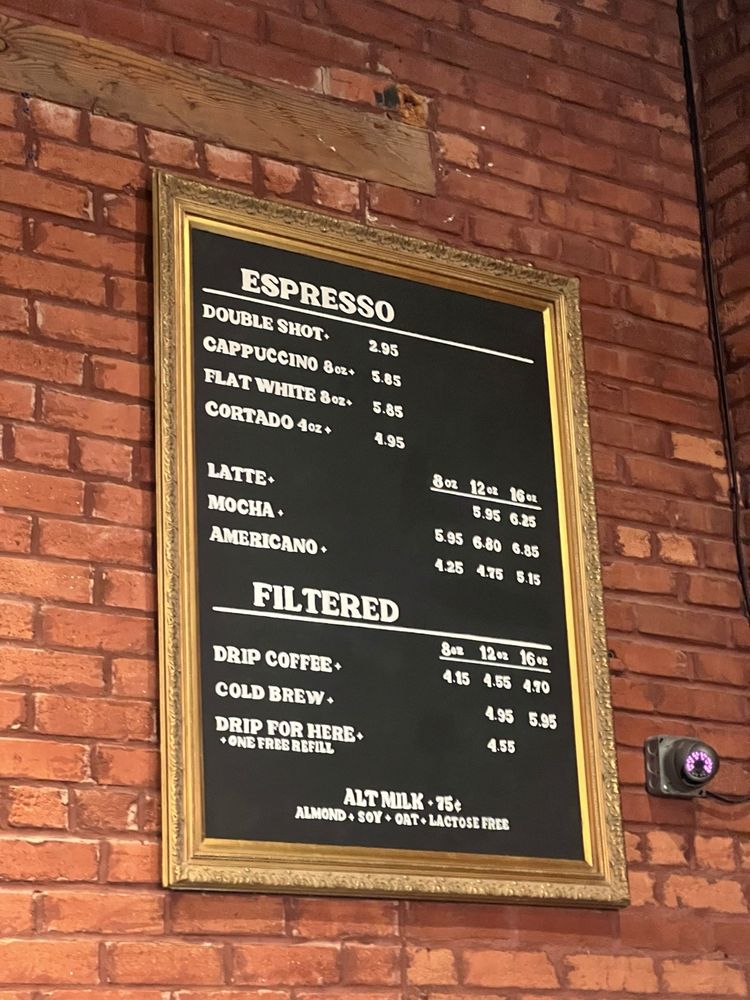 ESPRESSO
DOUBLE SHOT+ 2.95
CAPPUCCINO 8oz+ 5.85
FLAT WHITE 8oz+ 5.85
CORTADO 4oz+ 4.95
8oz 12oz 16oz
LATTE+ 5.95 6.25
MOCHA+ 5.95 6.80 6.85
AMERICANO+ 4.25 4.75 5.15
FILTERED
8oz 12oz 16oz
DRIP COFFEE+ 4.15 4.55 4.70
COLD BREW+ 4.95 5.95
DRIP FOR HERE+ 4.55
+ONE FREE REFILL
ALT MILK + 75¢
ALMOND + SOY + OAT + LACTOSE FREE